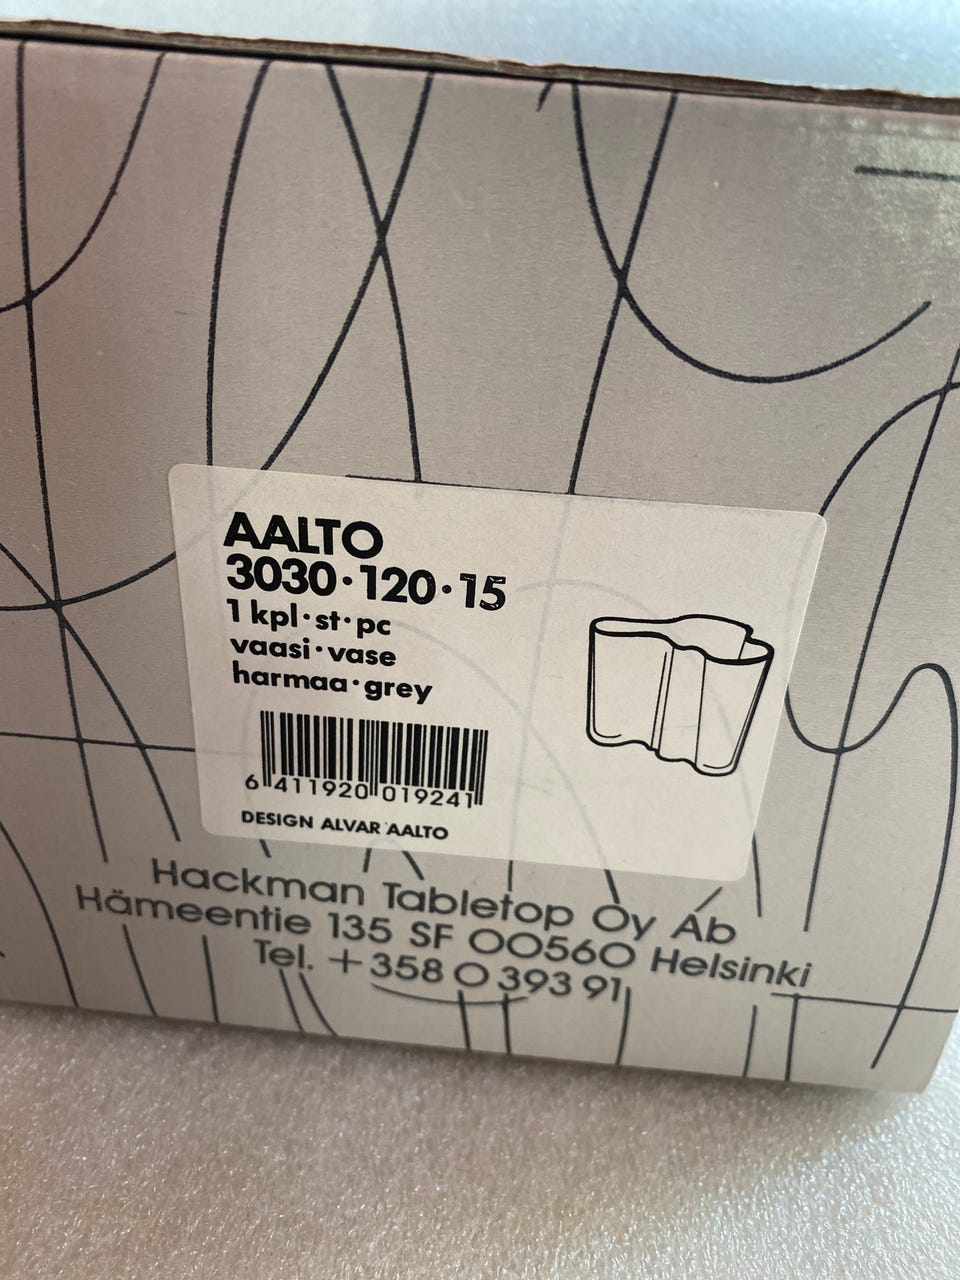 AALTO
3030·120·15
1 kpl·st·pc
vaasi·vase
harmaa·grey
6 411920 019241
DESIGN ALVAR AALTO
Hackman Tabletop Oy Ab
Hämeentie 135 SF 00560 Helsinki
Tel. +358 0 393 91